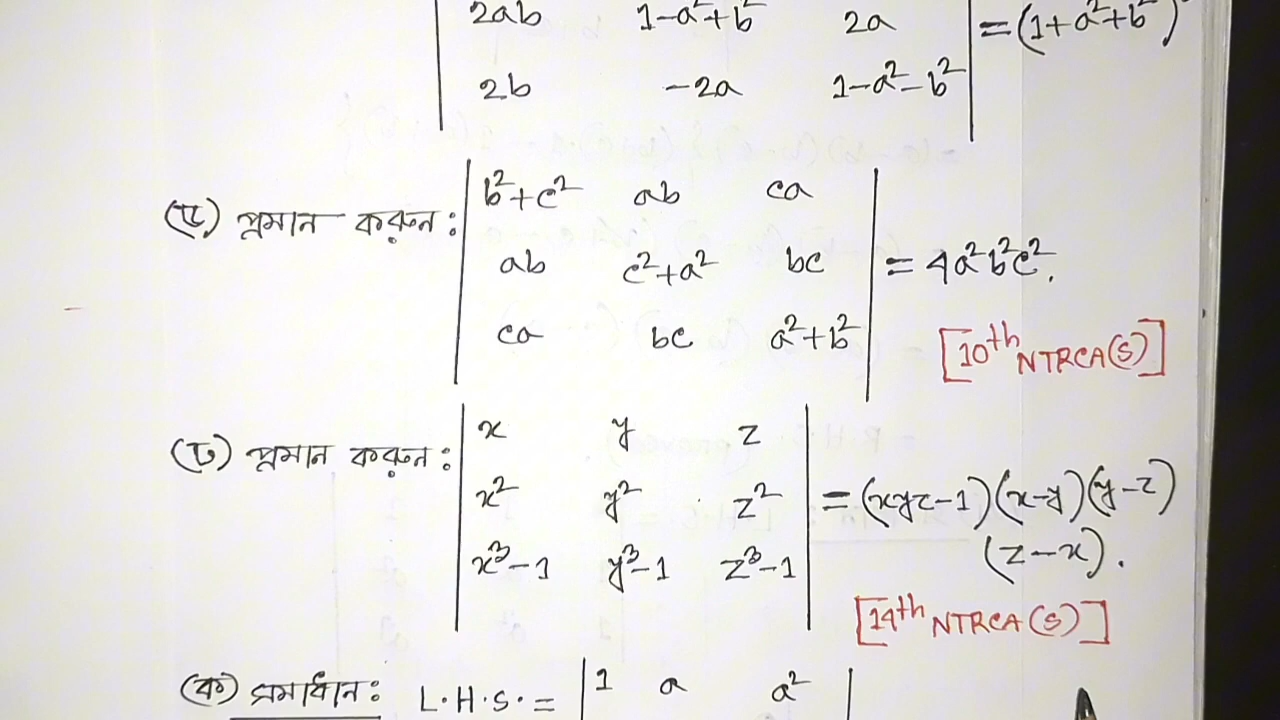 2ab 1-a²+b² 2a =(1+a²+b²)
2b -2a 1-a²-b²
b²+c² ab ca
(ট) প্রমান করুন:
ab c²+a² bc = 4a²b²c².
ca bc a²+b²
[10th NTRCA(S)]
x y z
(ঠ) প্রমান করুন:
x² y² z² =(xyz-1)(x-y)(y-z)
x³-1 y³-1 z³-1 (z-x).
[14th NTRCA(S)]
(ক) সমাধান: L.H.S. = 1 a a²